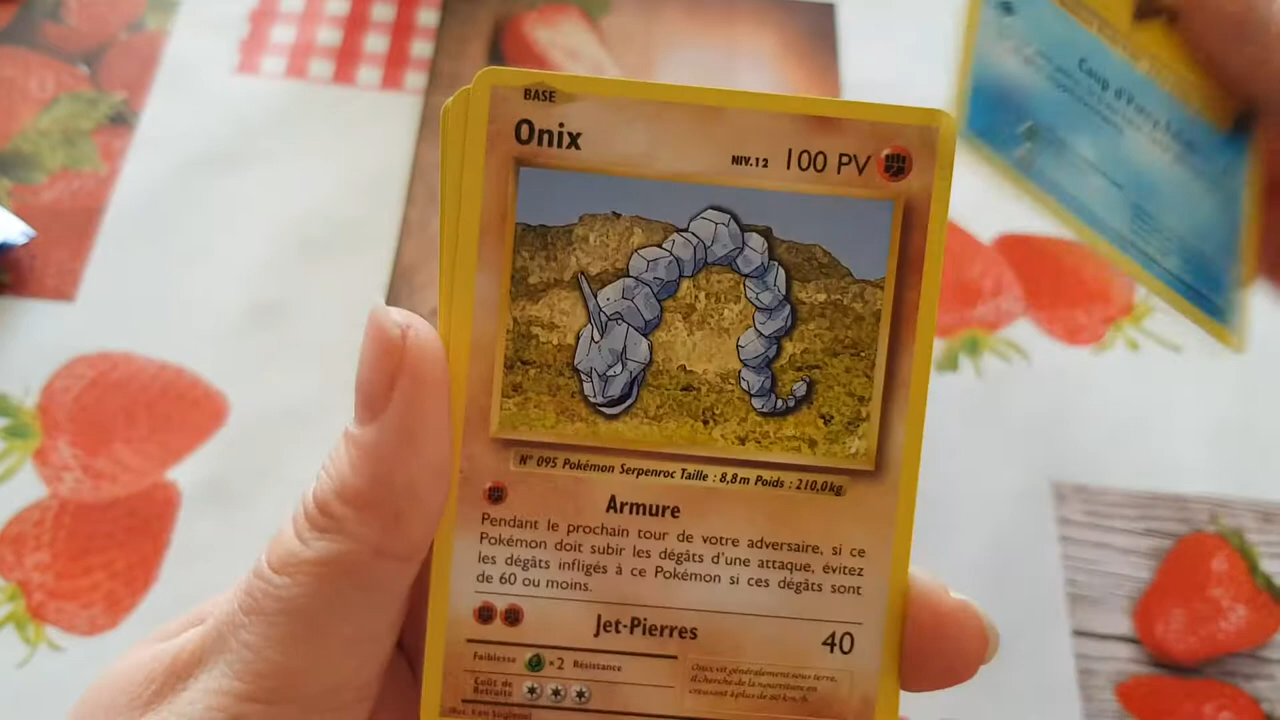 BASE
Onix
NIV.12 100 PV
N° 095 Pokémon Serpenroc Taille : 8,8m Poids : 210,0kg
Armure
Pendant le prochain tour de votre adversaire, si ce
Pokémon doit subir les dégâts d'une attaque, évitez
les dégâts infligés à ce Pokémon si ces dégâts sont
de 60 ou moins.
Jet-Pierres 40
Faiblesse ×2 Résistance
Coût de
Retraite
Onix vit généralement sous terre.
Il cherche de la nourriture en
creusant à plus de 80 km/h.
Illus. Ken Sugimori
Coup d'